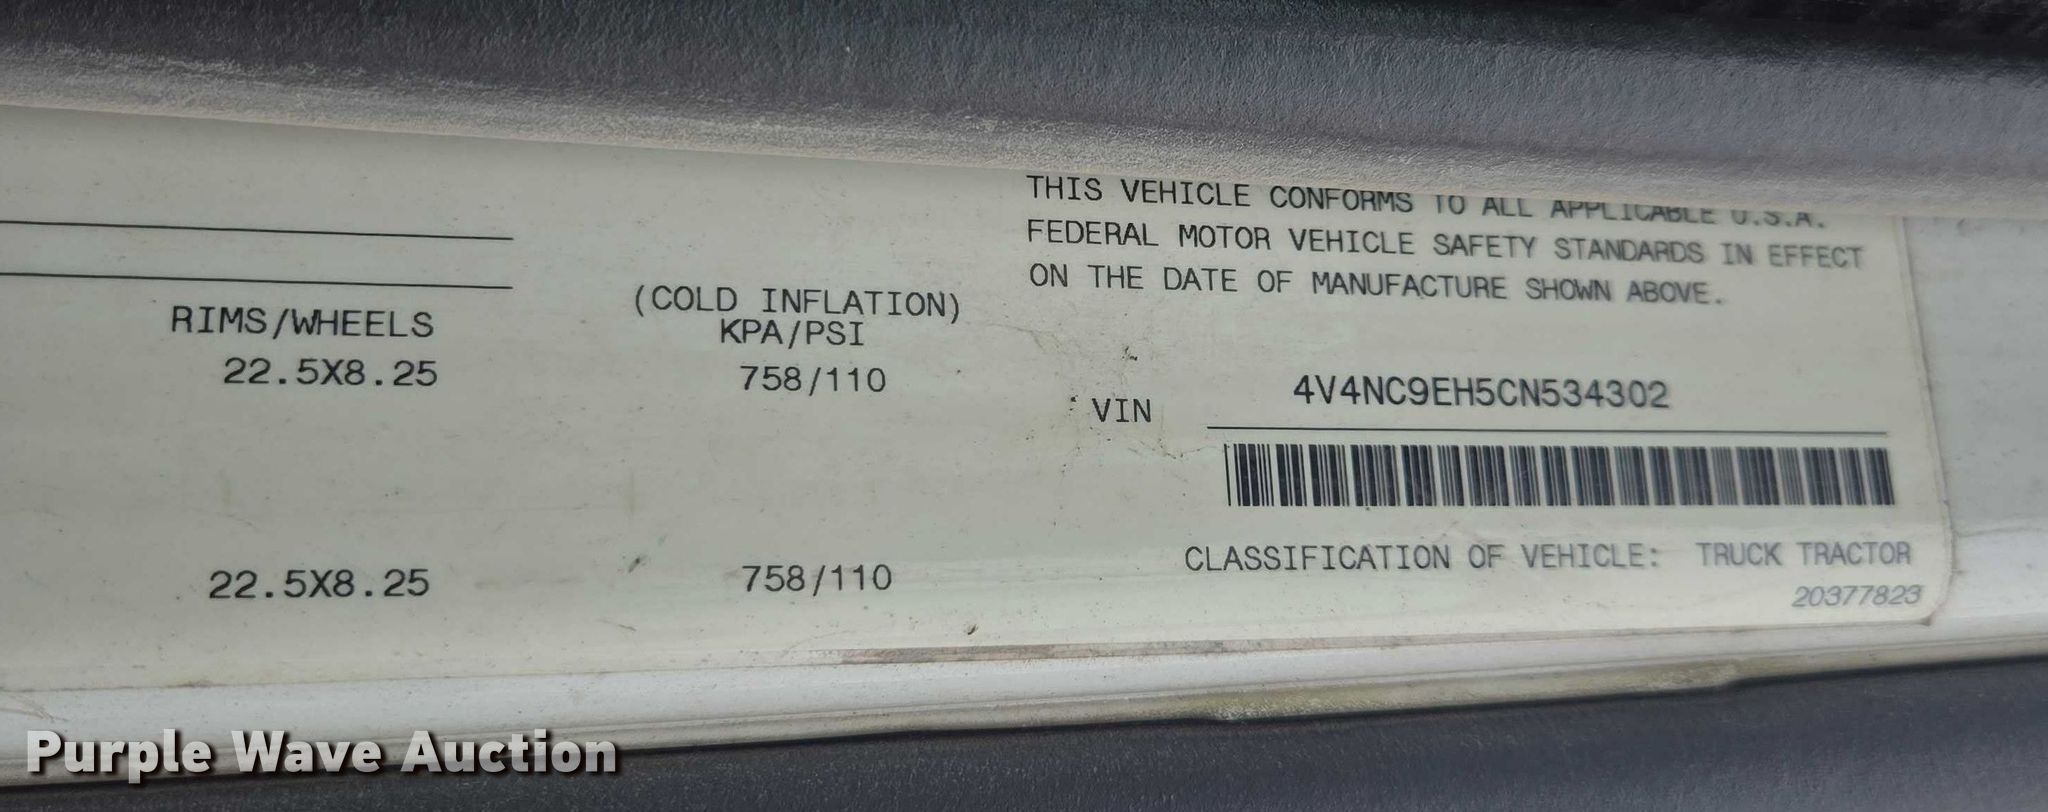 THIS VEHICLE CONFORMS TO ALL APPLICABLE U.S.A.
FEDERAL MOTOR VEHICLE SAFETY STANDARDS IN EFFECT
ON THE DATE OF MANUFACTURE SHOWN ABOVE.
RIMS/WHEELS
(COLD INFLATION)
KPA/PSI
22.5X8.25 758/110
VIN 4V4NC9EH5CN534302
22.5X8.25 758/110
CLASSIFICATION OF VEHICLE: TRUCK TRACTOR
20377823
Purple Wave Auction